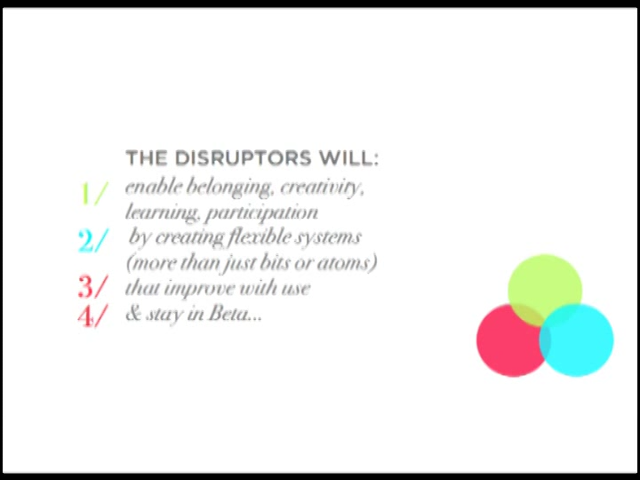 THE DISRUPTORS WILL:
1/ enable belonging, creativity,
learning, participation
2/ by creating flexible systems
(more than just bits or atoms)
3/ that improve with use
4/ & stay in Beta...